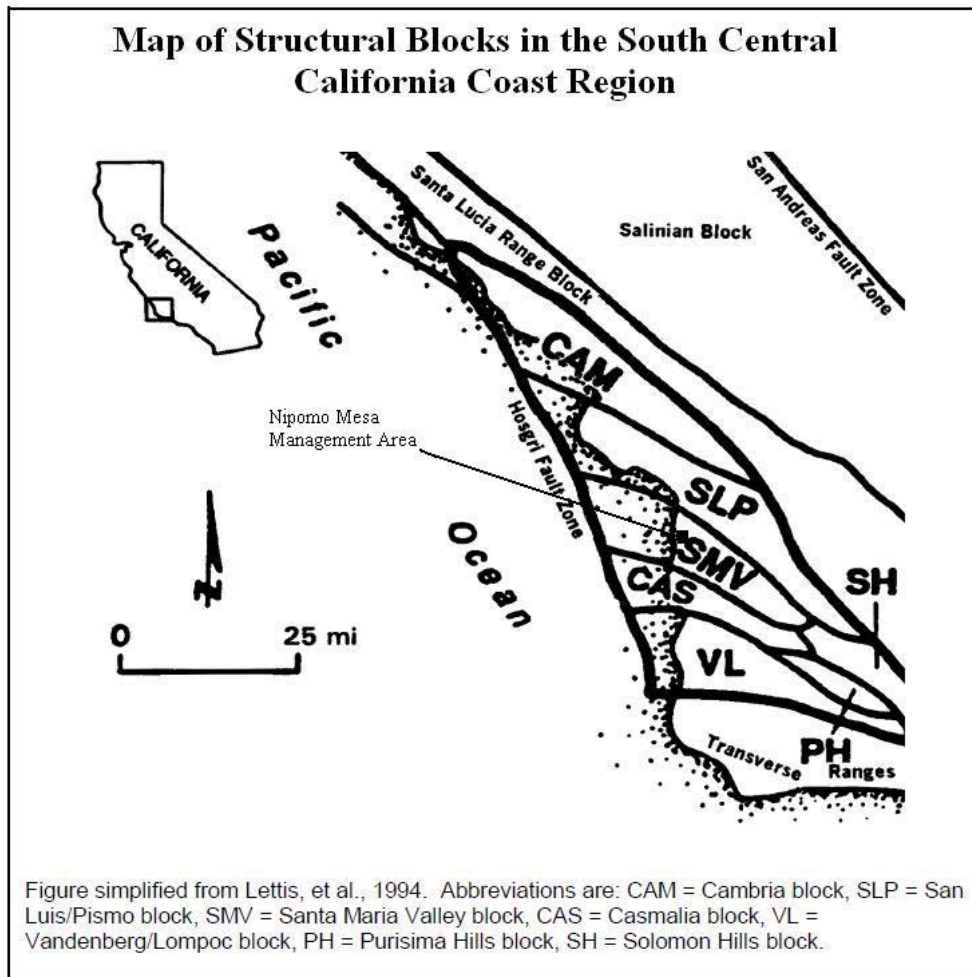 Map of Structural Blocks in the South Central
California Coast Region
CALIFORNIA
Pacific
Ocean
Santa Lucia Range Block
Salinian Block
San Andreas Fault Zone
CAM
Nipomo Mesa
Management Area
Hosgri Fault Zone
SLP
SMV
CAS
SH
VL
PH
Transverse Ranges
N
0 25 mi
Figure simplified from Lettis, et al., 1994. Abbreviations are: CAM = Cambria block, SLP = San
Luis/Pismo block, SMV = Santa Maria Valley block, CAS = Casmalia block, VL =
Vandenberg/Lompoc block, PH = Purisima Hills block, SH = Solomon Hills block.